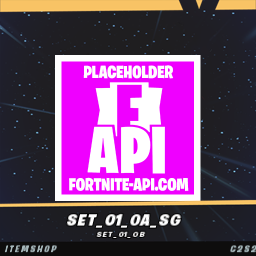 PLACEHOLDER
F
API
FORTNITE-API.COM
SET_01_0A_SG
SET_01_0B
ITEMSHOP
C2S2